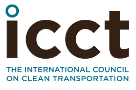 icct
THE INTERNATIONAL COUNCIL
ON CLEAN TRANSPORTATION